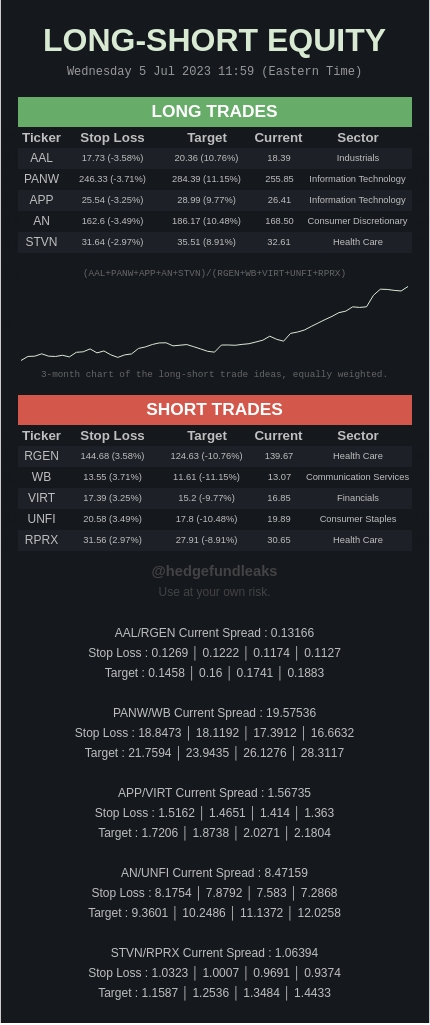 LONG-SHORT EQUITY
Wednesday 5 Jul 2023 11:59 (Eastern Time)
LONG TRADES
Ticker Stop Loss Target Current Sector
AAL 17.73 (-3.58%) 20.36 (10.76%) 18.39 Industrials
PANW 246.33 (-3.71%) 284.39 (11.15%) 255.85 Information Technology
APP 25.54 (-3.25%) 28.99 (9.77%) 26.41 Information Technology
AN 162.6 (-3.49%) 186.17 (10.48%) 168.50 Consumer Discretionary
STVN 31.64 (-2.97%) 35.51 (8.91%) 32.61 Health Care
(AAL+PANW+APP+AN+STVN)/(RGEN+WB+VIRT+UNFI+RPRX)
3-month chart of the long-short trade ideas, equally weighted.
SHORT TRADES
Ticker Stop Loss Target Current Sector
RGEN 144.68 (3.58%) 124.63 (-10.76%) 139.67 Health Care
WB 13.55 (3.71%) 11.61 (-11.15%) 13.07 Communication Services
VIRT 17.39 (3.25%) 15.2 (-9.77%) 16.85 Financials
UNFI 20.58 (3.49%) 17.8 (-10.48%) 19.89 Consumer Staples
RPRX 31.56 (2.97%) 27.91 (-8.91%) 30.65 Health Care
@hedgefundleaks
Use at your own risk.
AAL/RGEN Current Spread : 0.13166
Stop Loss : 0.1269 │ 0.1222 │ 0.1174 │ 0.1127
Target : 0.1458 │ 0.16 │ 0.1741 │ 0.1883
PANW/WB Current Spread : 19.57536
Stop Loss : 18.8473 │ 18.1192 │ 17.3912 │ 16.6632
Target : 21.7594 │ 23.9435 │ 26.1276 │ 28.3117
APP/VIRT Current Spread : 1.56735
Stop Loss : 1.5162 │ 1.4651 │ 1.414 │ 1.363
Target : 1.7206 │ 1.8738 │ 2.0271 │ 2.1804
AN/UNFI Current Spread : 8.47159
Stop Loss : 8.1754 │ 7.8792 │ 7.583 │ 7.2868
Target : 9.3601 │ 10.2486 │ 11.1372 │ 12.0258
STVN/RPRX Current Spread : 1.06394
Stop Loss : 1.0323 │ 1.0007 │ 0.9691 │ 0.9374
Target : 1.1587 │ 1.2536 │ 1.3484 │ 1.4433